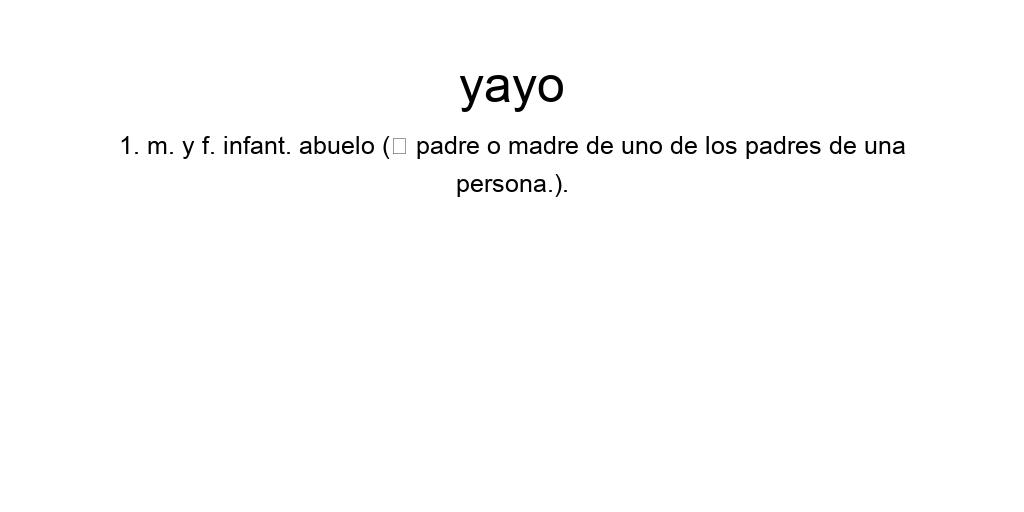 yayo
1. m. y f. infant. abuelo (□ padre o madre de uno de los padres de una
persona.).